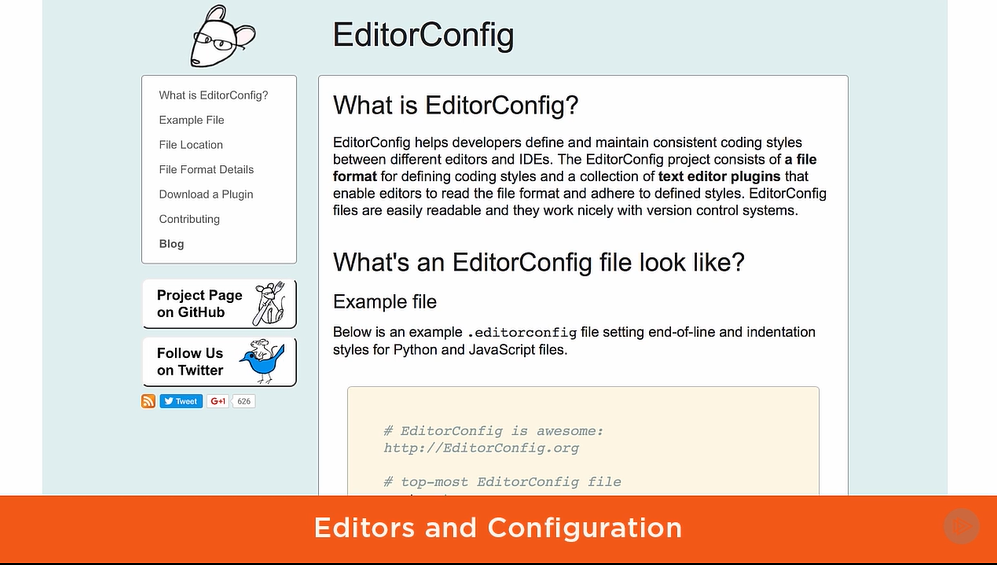 EditorConfig
What is EditorConfig?
Example File
File Location
File Format Details
Download a Plugin
Contributing
Blog
Project Page
on GitHub
Follow Us
on Twitter
Tweet
G+1
626
What is EditorConfig?
EditorConfig helps developers define and maintain consistent coding styles
between different editors and IDEs. The EditorConfig project consists of a file
format for defining coding styles and a collection of text editor plugins that
enable editors to read the file format and adhere to defined styles. EditorConfig
files are easily readable and they work nicely with version control systems.
What's an EditorConfig file look like?
Example file
Below is an example .editorconfig file setting end-of-line and indentation
styles for Python and JavaScript files.
# EditorConfig is awesome:
http://EditorConfig.org
# top-most EditorConfig file
Editors and Configuration